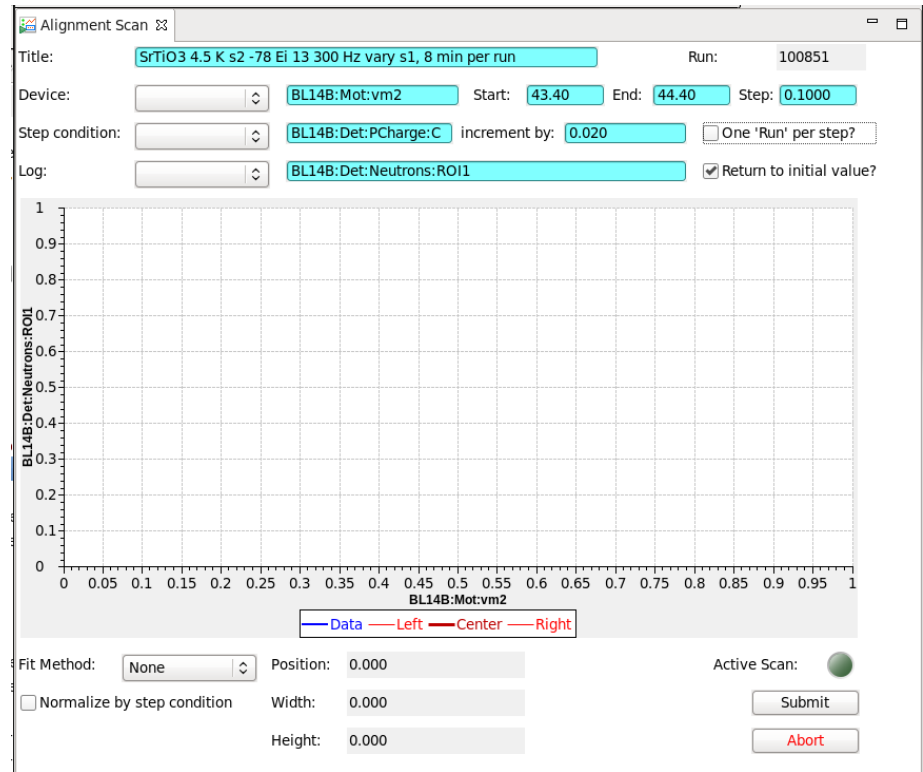 Alignment Scan
Title: SrTiO3 4.5 K s2 -78 Ei 13 300 Hz vary s1, 8 min per run Run: 100851
Device: BL14B:Mot:vm2 Start: 43.40 End: 44.40 Step: 0.1000
Step condition: BL14B:Det:PCharge:C increment by: 0.020 One 'Run' per step?
Log: BL14B:Det:Neutrons:ROI1 Return to initial value?
1
0.9
0.8
0.7
0.6
0.5
0.4
0.3
0.2
0.1
0
BL14B:Det:Neutrons:ROI1
0 0.05 0.1 0.15 0.2 0.25 0.3 0.35 0.4 0.45 0.5 0.55 0.6 0.65 0.7 0.75 0.8 0.85 0.9 0.95 1
BL14B:Mot:vm2
Data Left Center Right
Fit Method: None Position: 0.000 Active Scan:
Normalize by step condition Width: 0.000 Submit
Height: 0.000 Abort